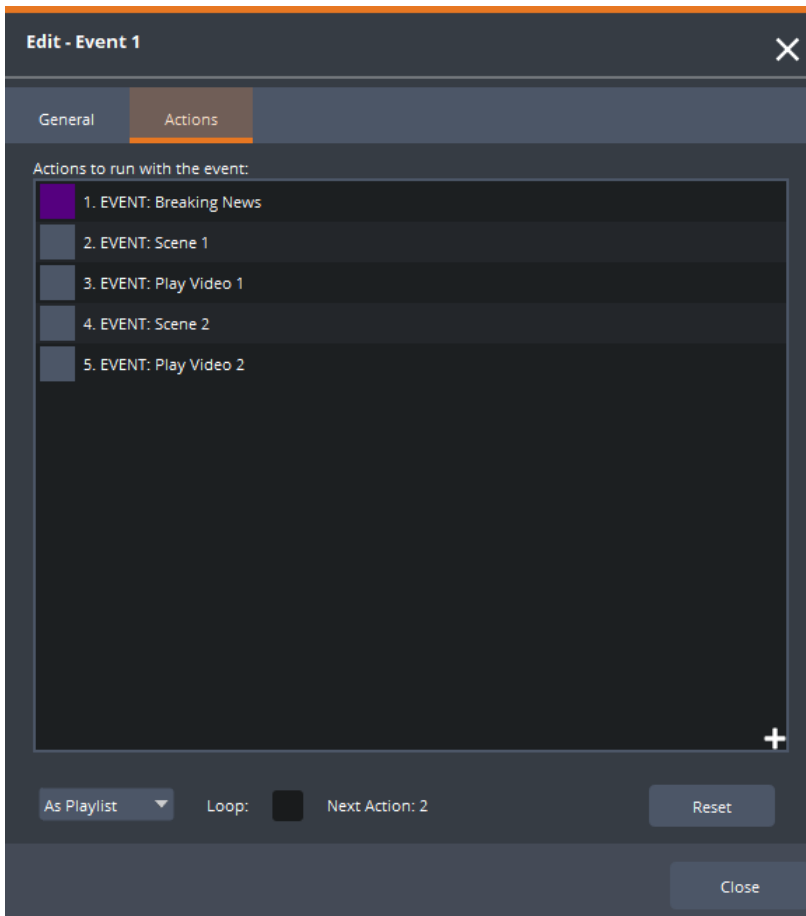 Edit - Event 1
General Actions
Actions to run with the event:
1. EVENT: Breaking News
2. EVENT: Scene 1
3. EVENT: Play Video 1
4. EVENT: Scene 2
5. EVENT: Play Video 2
As Playlist Loop: Next Action: 2 Reset
Close